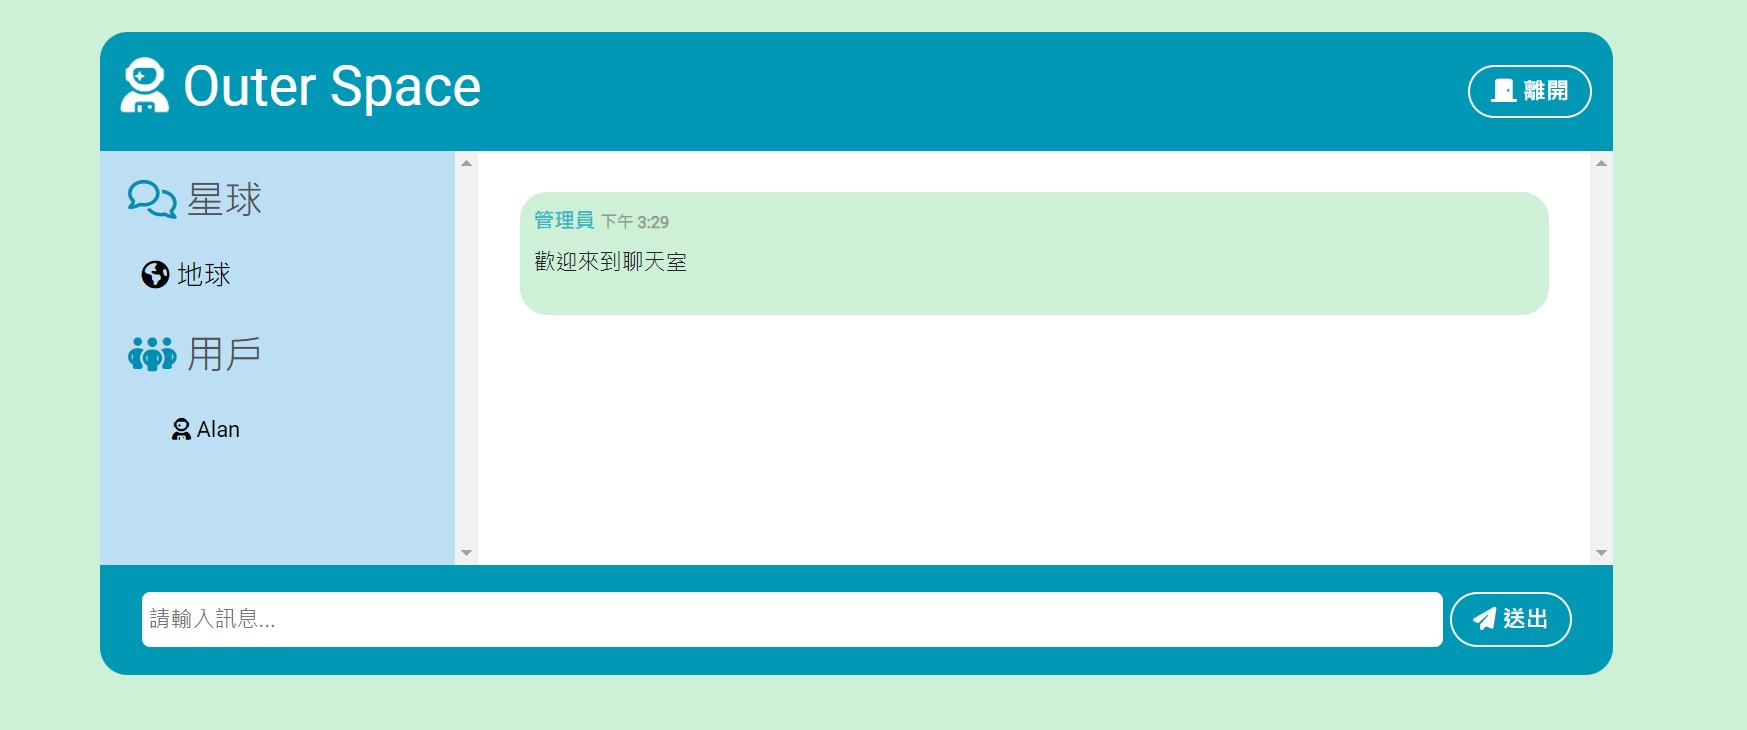 Outer Space
離開
星球
地球
用戶
Alan
管理員 下午 3:29
歡迎來到聊天室
請輸入訊息...
送出